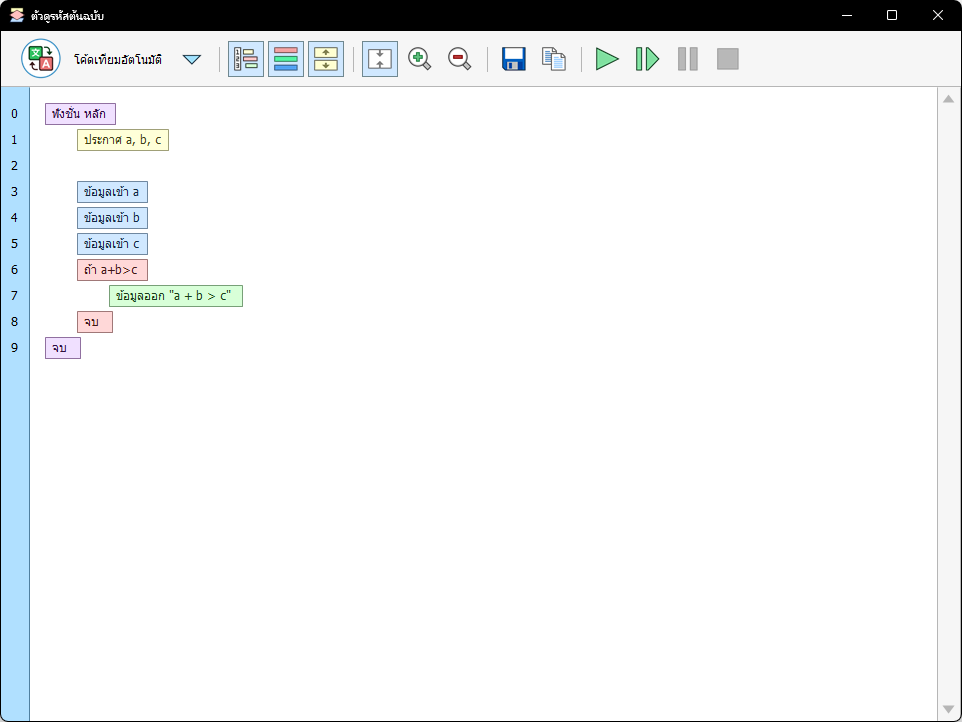 ตัวดูรหัสต้นฉบับ
โค้ดเทียมอัตโนมัติ
0 ฟังชั่น หลัก
1 ประกาศ a, b, c
2
3 ข้อมูลเข้า a
4 ข้อมูลเข้า b
5 ข้อมูลเข้า c
6 ถ้า a+b>c
7 ข้อมูลออก "a + b > c"
8 จบ
9 จบ